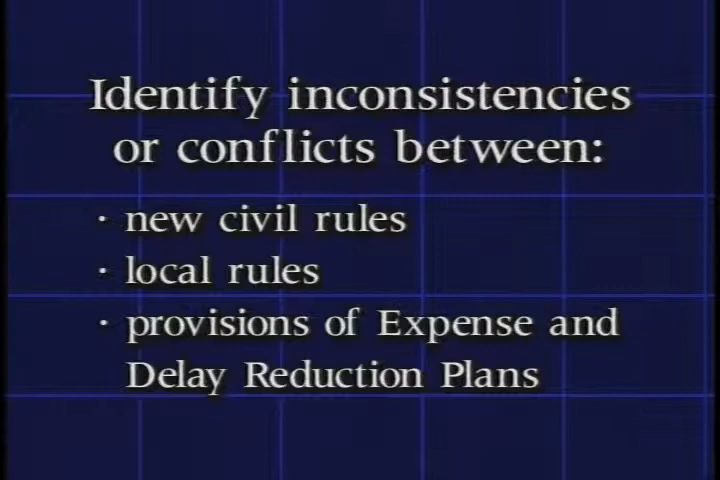 Identify inconsistencies
or conflicts between:
· new civil rules
· local rules
· provisions of Expense and
Delay Reduction Plans